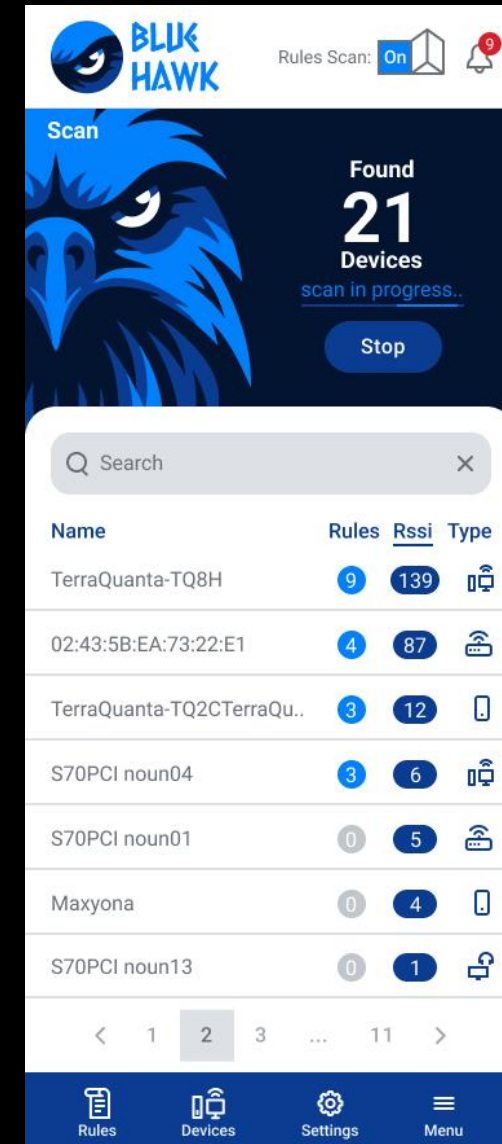 BLUE
HAWK
Rules Scan: On
9
Scan
Found
21
Devices
scan in progress..
Stop
Search
Name Rules Rssi Type
TerraQuanta-TQ8H 9 139
02:43:5B:EA:73:22:E1 4 87
TerraQuanta-TQ2CTerraQu.. 3 12
S70PCI noun04 3 6
S70PCI noun01 0 5
Maxyona 0 4
S70PCI noun13 0 1
< 1 2 3 ... 11 >
Rules Devices Settings Menu